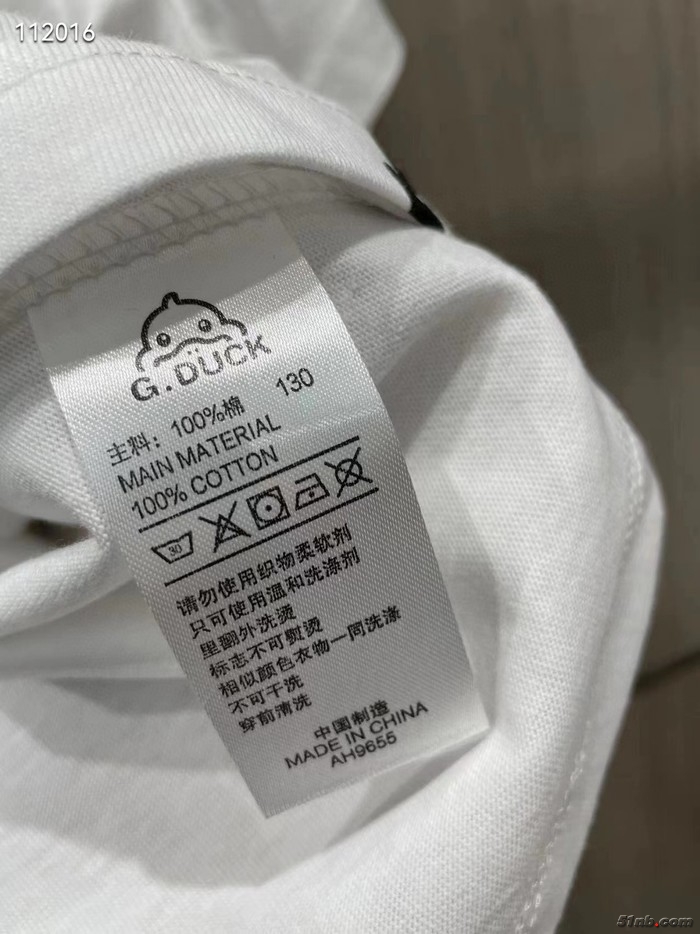 112016
G.DUCK
主料：100%棉 130
MAIN MATERIAL
100% COTTON
30
请勿使用织物柔软剂
只可使用温和洗涤剂
里翻外洗烫
标志不可熨烫
相似颜色衣物一同洗涤
不可干洗
穿前清洗
中国制造
MADE IN CHINA
AH9655
51nb.com